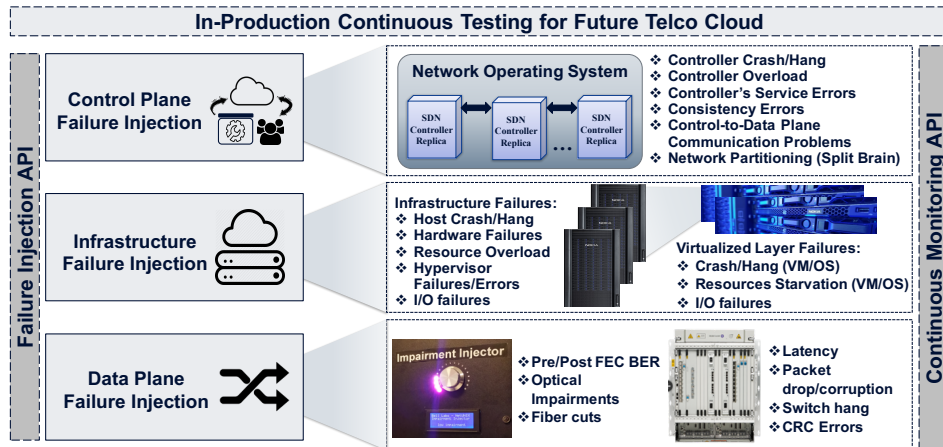 In-Production Continuous Testing for Future Telco Cloud
Failure Injection API
Control Plane
Failure Injection
Network Operating System
SDN
Controller
Replica
SDN
Controller
Replica
...
SDN
Controller
Replica
❖ Controller Crash/Hang
❖ Controller Overload
❖ Controller's Service Errors
❖ Consistency Errors
❖ Control-to-Data Plane
Communication Problems
❖ Network Partitioning (Split Brain)
Infrastructure
Failure Injection
Infrastructure Failures:
❖ Host Crash/Hang
❖ Hardware Failures
❖ Resource Overload
❖ Hypervisor
Failures/Errors
❖ I/O failures
NOKIA
Virtualized Layer Failures:
❖ Crash/Hang (VM/OS)
❖ Resources Starvation (VM/OS)
❖ I/O failures
Data Plane
Failure Injection
Impairment Injector
❖ Pre/Post FEC BER
❖ Optical
Impairments
❖ Fiber cuts
❖ Latency
❖ Packet
drop/corruption
❖ Switch hang
❖ CRC Errors
Continuous Monitoring API